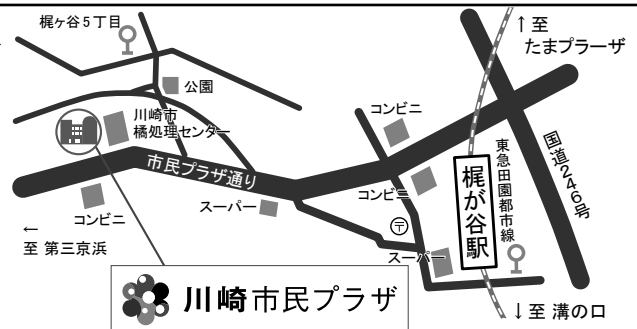 梶ヶ谷5丁目
↑至
たまプラーザ
公園
川崎市
橘処理センター
コンビニ
東急田園都市線
国道246号
市民プラザ通り
コンビニ
梶が谷駅
コンビニ
スーパー
〒
スーパー
←
至 第三京浜
川崎市民プラザ
↓至 溝のロ